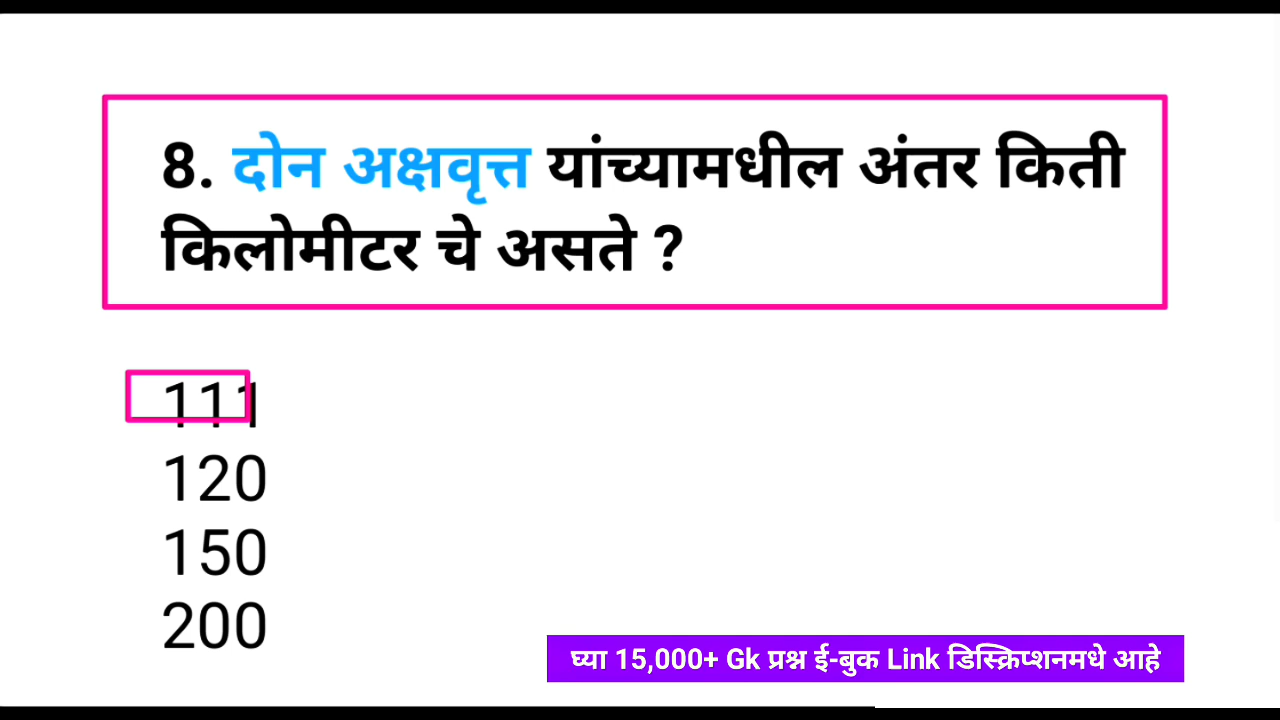 8. दोन अक्षवृत्त यांच्यामधील अंतर किती
किलोमीटर चे असते ?
111
120
150
200
घ्या 15,000+ Gk प्रश्न ई-बुक Link डिस्क्रिप्शनमधे आहे